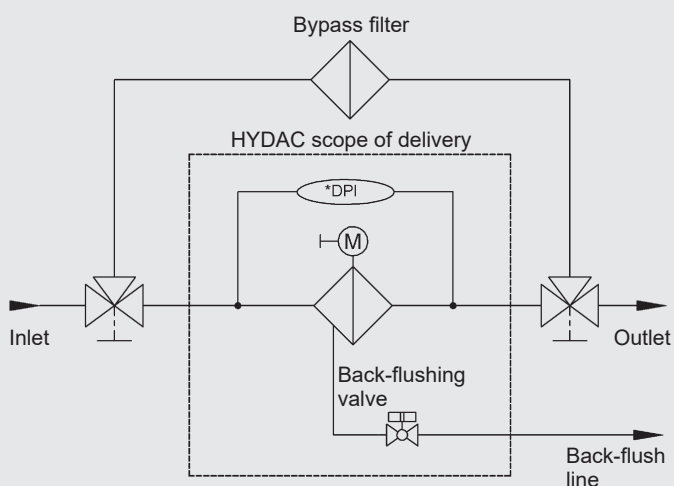 Bypass filter
HYDAC scope of delivery
*DPI
M
Inlet
Outlet
Back-flushing
valve
Back-flush
line